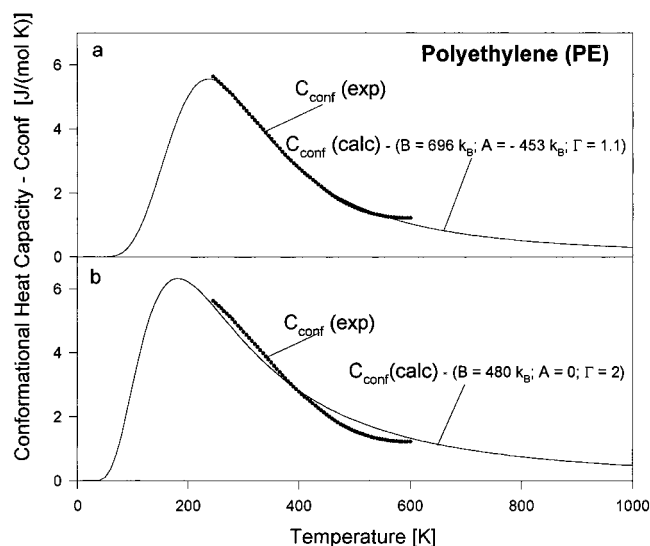 Conformational Heat Capacity - Cconf [J/(mol K]
a
Polyethylene (PE)
6
4
2
0
C_conf (exp)
C_conf (calc) - (B = 696 k_B; A = - 453 k_B; Γ = 1.1)
b
6
4
2
0
C_conf (exp)
C_conf(calc) - (B = 480 k_B; A = 0; Γ = 2)
0 200 400 600 800 1000
Temperature [K]